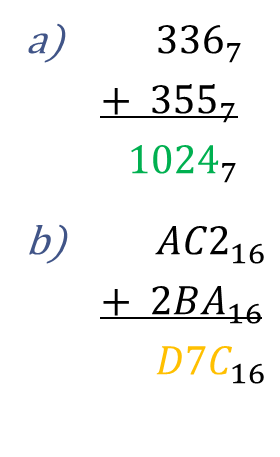 a) 336₇
+ 355₇
1024₇
b) AC2₁₆
+ 2BA₁₆
D7C₁₆